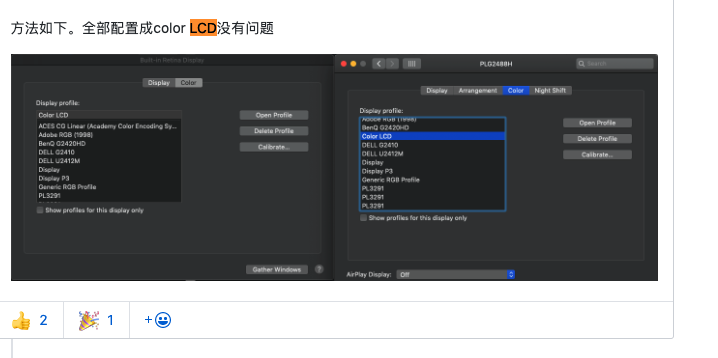 方法如下。全部配置成color LCD没有问题
Built-in Retina Display
Display Color
Display profile:
Color LCD
ACES CG Linear (Academy Color Encoding Sy...
Adobe RGB (1998)
BenQ G2420HD
DELL G2410
DELL U2412M
Display
Display P3
Generic RGB Profile
PL3291
Show profiles for this display only
Open Profile
Delete Profile
Calibrate...
Gather Windows
?
PLG2488H
Search
Display Arrangement Color Night Shift
Display profile:
Adobe RGB (1998)
BenQ G2420HD
Color LCD
DELL G2410
DELL U2412M
Display
Display P3
Generic RGB Profile
PL3291
PL3291
PL3291
Show profiles for this display only
Open Profile
Delete Profile
Calibrate...
AirPlay Display: Off
2
1
+